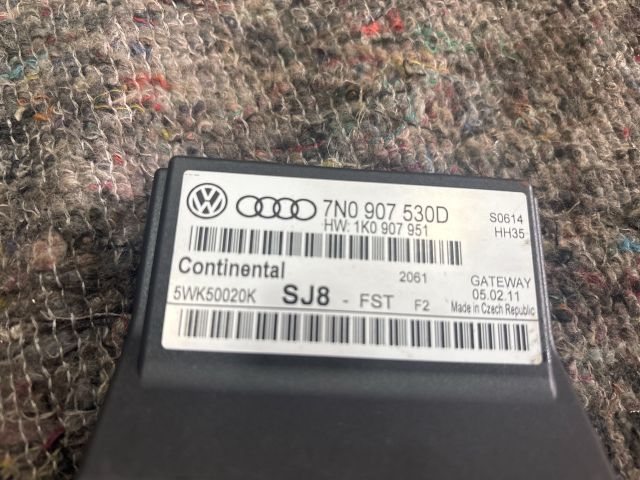 7N0 907 530D
S0614
HW: 1K0 907 951
HH35
Continental
2061
GATEWAY
5WK50020K
SJ8 - FST F2
05.02.11
Made in Czech Republic